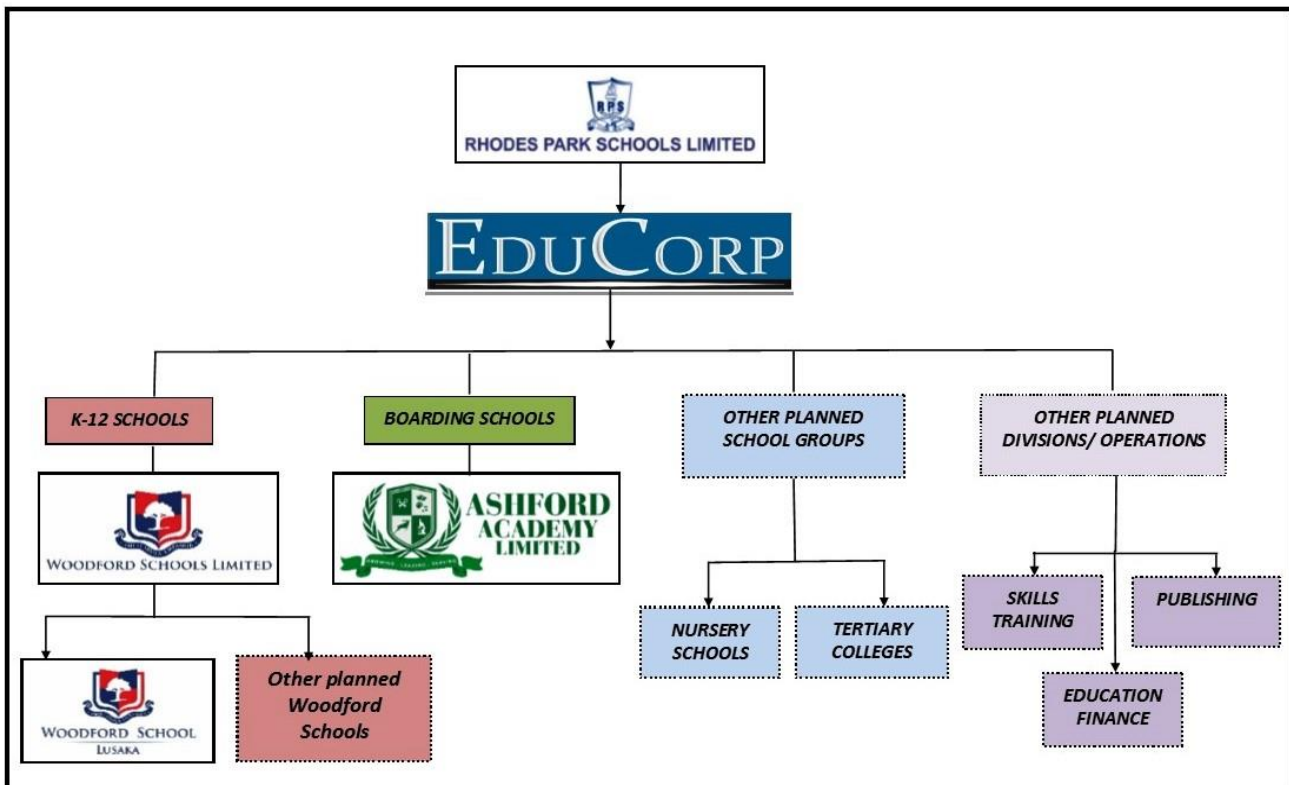 RPS
RHODES PARK SCHOOLS LIMITED
EDUCORP
K-12 SCHOOLS
BOARDING SCHOOLS
OTHER PLANNED
SCHOOL GROUPS
OTHER PLANNED
DIVISIONS/ OPERATIONS
WOODFORD SCHOOLS LIMITED
ASHFORD
ACADEMY
LIMITED
NURSERY
SCHOOLS
TERTIARY
COLLEGES
SKILLS
TRAINING
PUBLISHING
EDUCATION
FINANCE
WOODFORD SCHOOL
LUSAKA
Other planned
Woodford
Schools